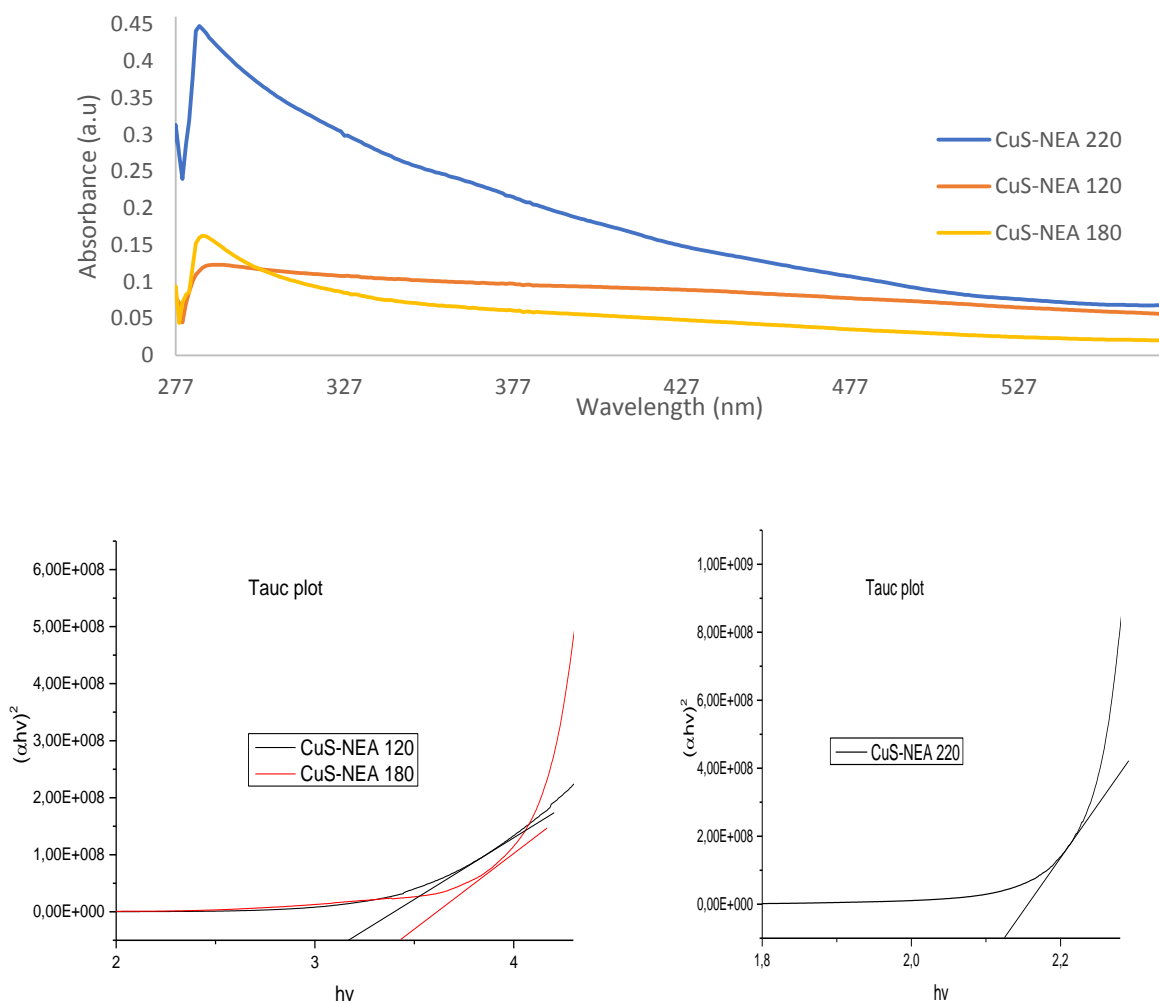 0.45
0.4
0.35
0.3
0.25
0.2
0.15
0.1
0.05
0
Absorbance (a.u)
277
327
377
427
477
527
Wavelength (nm)
CuS-NEA 220
CuS-NEA 120
CuS-NEA 180
6,00E+008
5,00E+008
4,00E+008
3,00E+008
2,00E+008
1,00E+008
0,00E+000
(αhv)²
Tauc plot
CuS-NEA 120
CuS-NEA 180
2
3
4
hv
1,00E+009
8,00E+008
6,00E+008
4,00E+008
2,00E+008
0,00E+000
(αhv)²
Tauc plot
CuS-NEA 220
1,8
2,0
2,2
hv